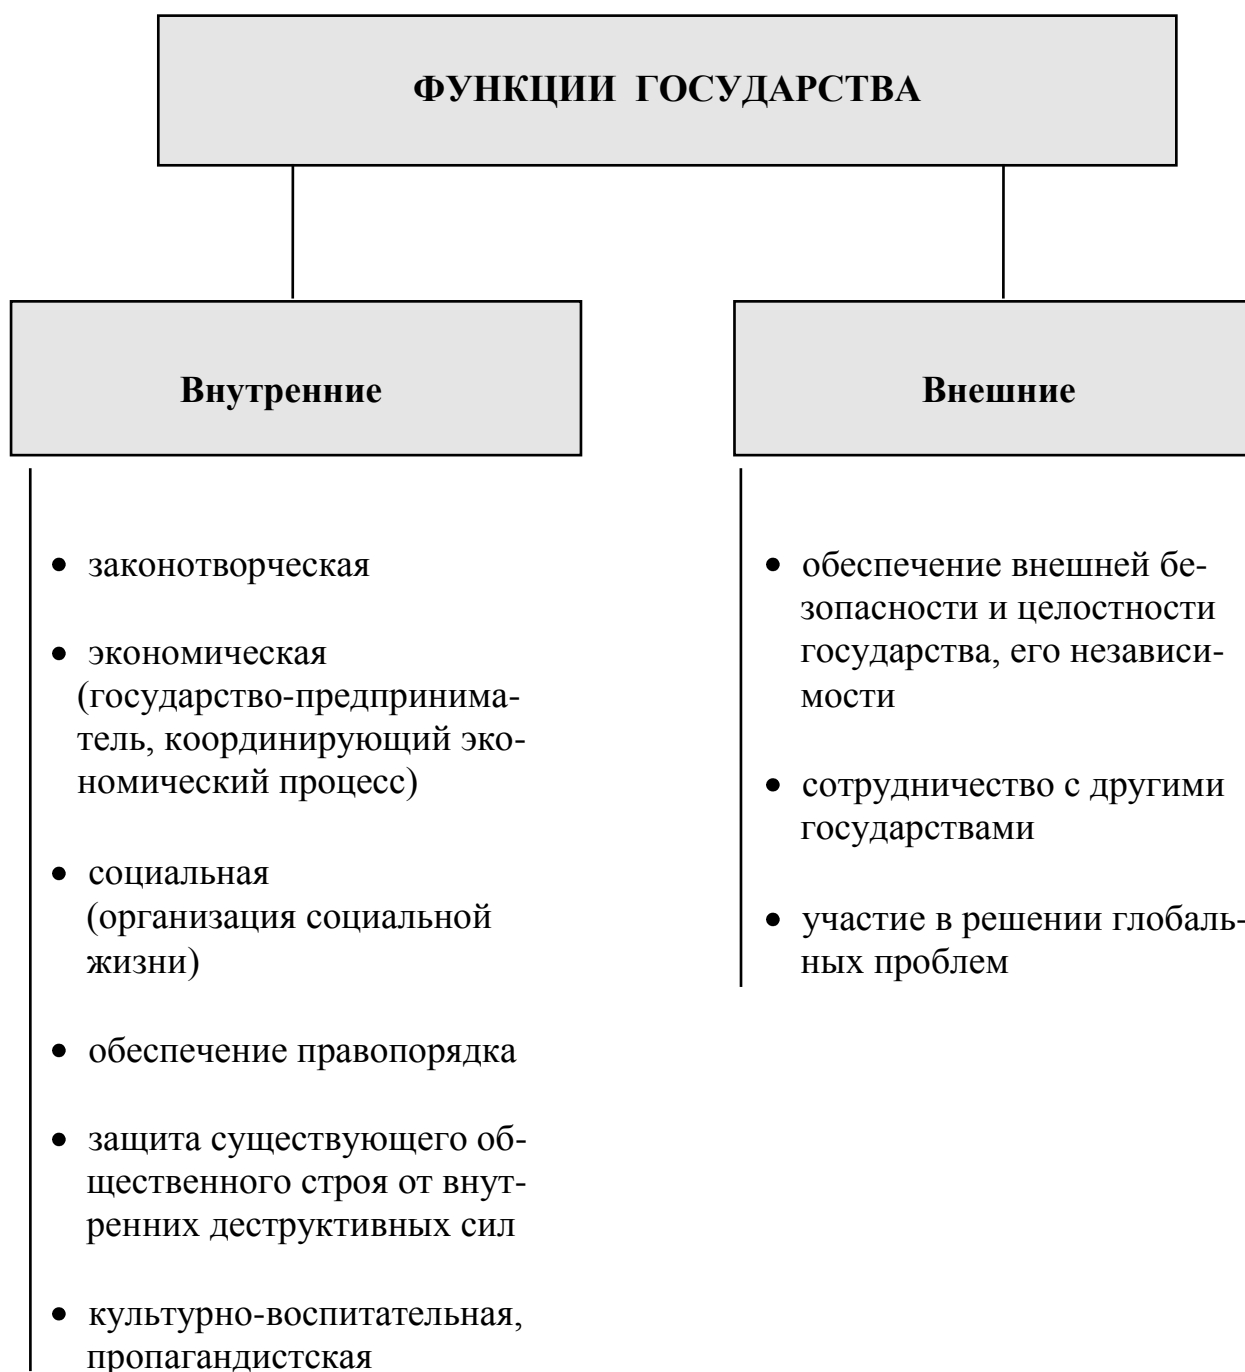 ФУНКЦИИ ГОСУДАРСТВА
Внутренние
• законотворческая
• экономическая
(государство-предпринима-
тель, координирующий эко-
номический процесс)
• социальная
(организация социальной
жизни)
• обеспечение правопорядка
• защита существующего об-
щественного строя от внут-
ренних деструктивных сил
• культурно-воспитательная,
пропагандистская
Внешние
• обеспечение внешней бе-
зопасности и целостности
государства, его независи-
мости
• сотрудничество с другими
государствами
• участие в решении глобаль-
ных проблем